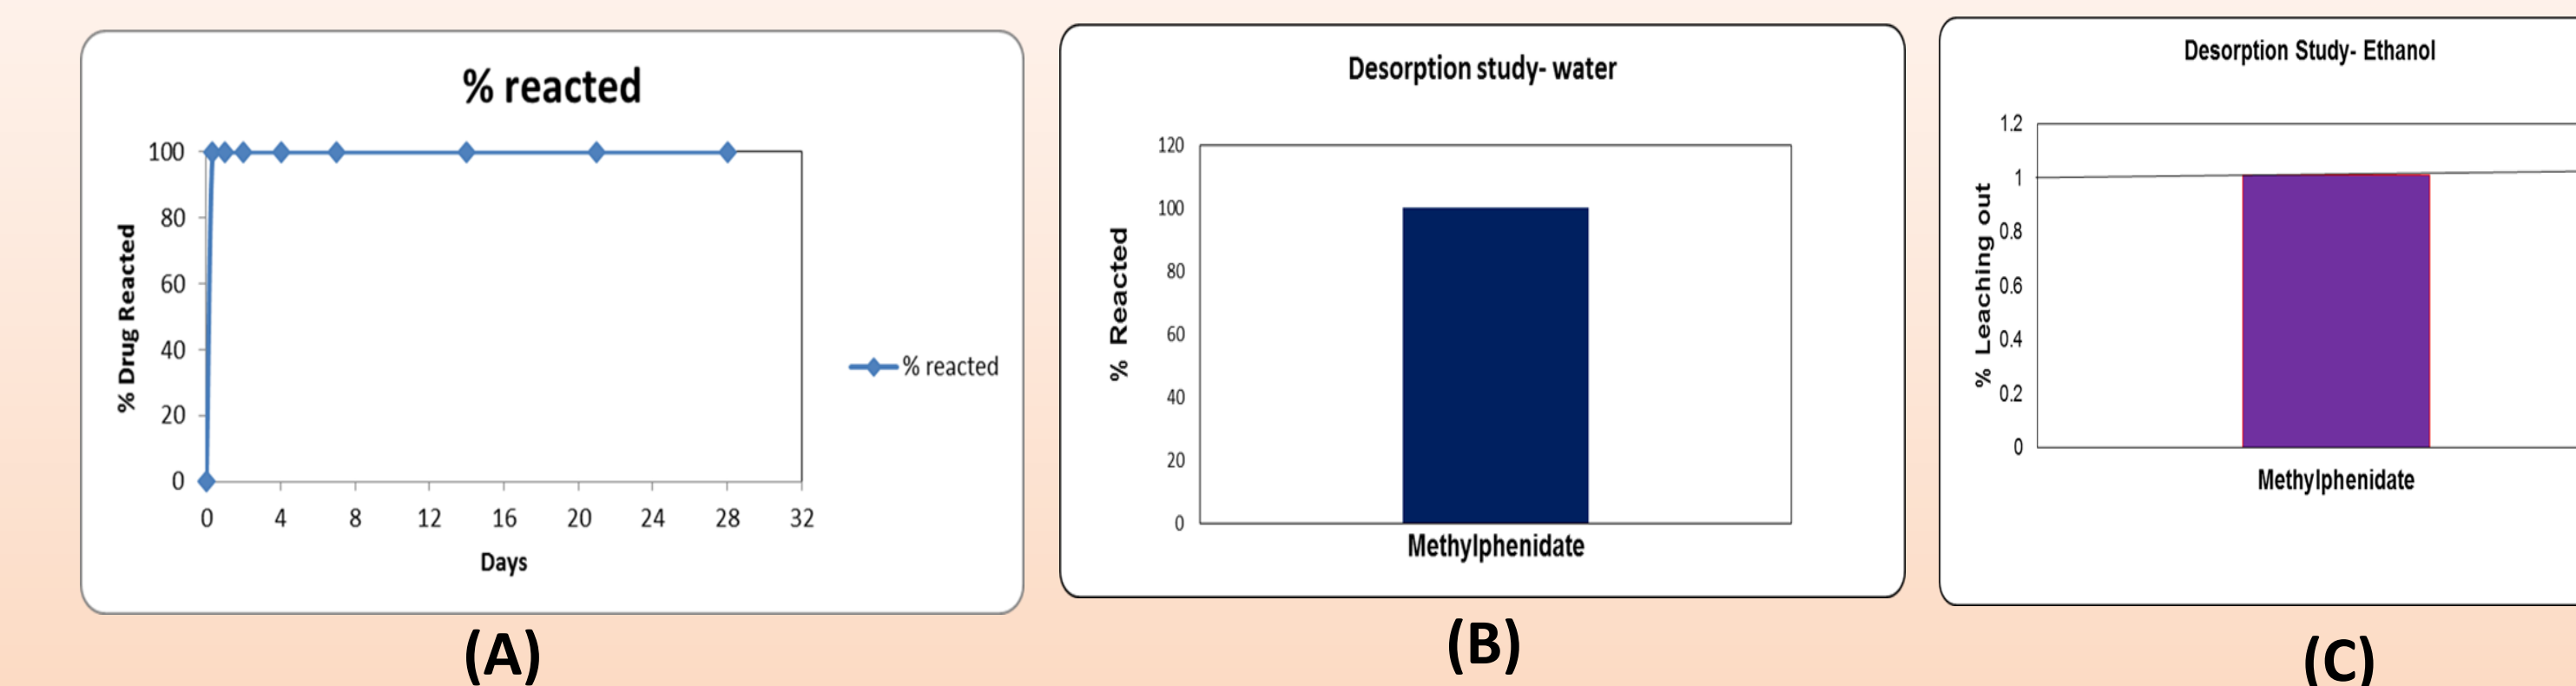 % reacted
% Drug Reacted
100
80
60
40
20
0
0 4 8 12 16 20 24 28 32
Days
% reacted
(A)
Desorption study- water
% Reacted
120
100
80
60
40
20
0
Methylphenidate
(B)
Desorption Study- Ethanol
% Leaching out
1.2
1
0.8
0.6
0.4
0.2
0
Methylphenidate
(C)